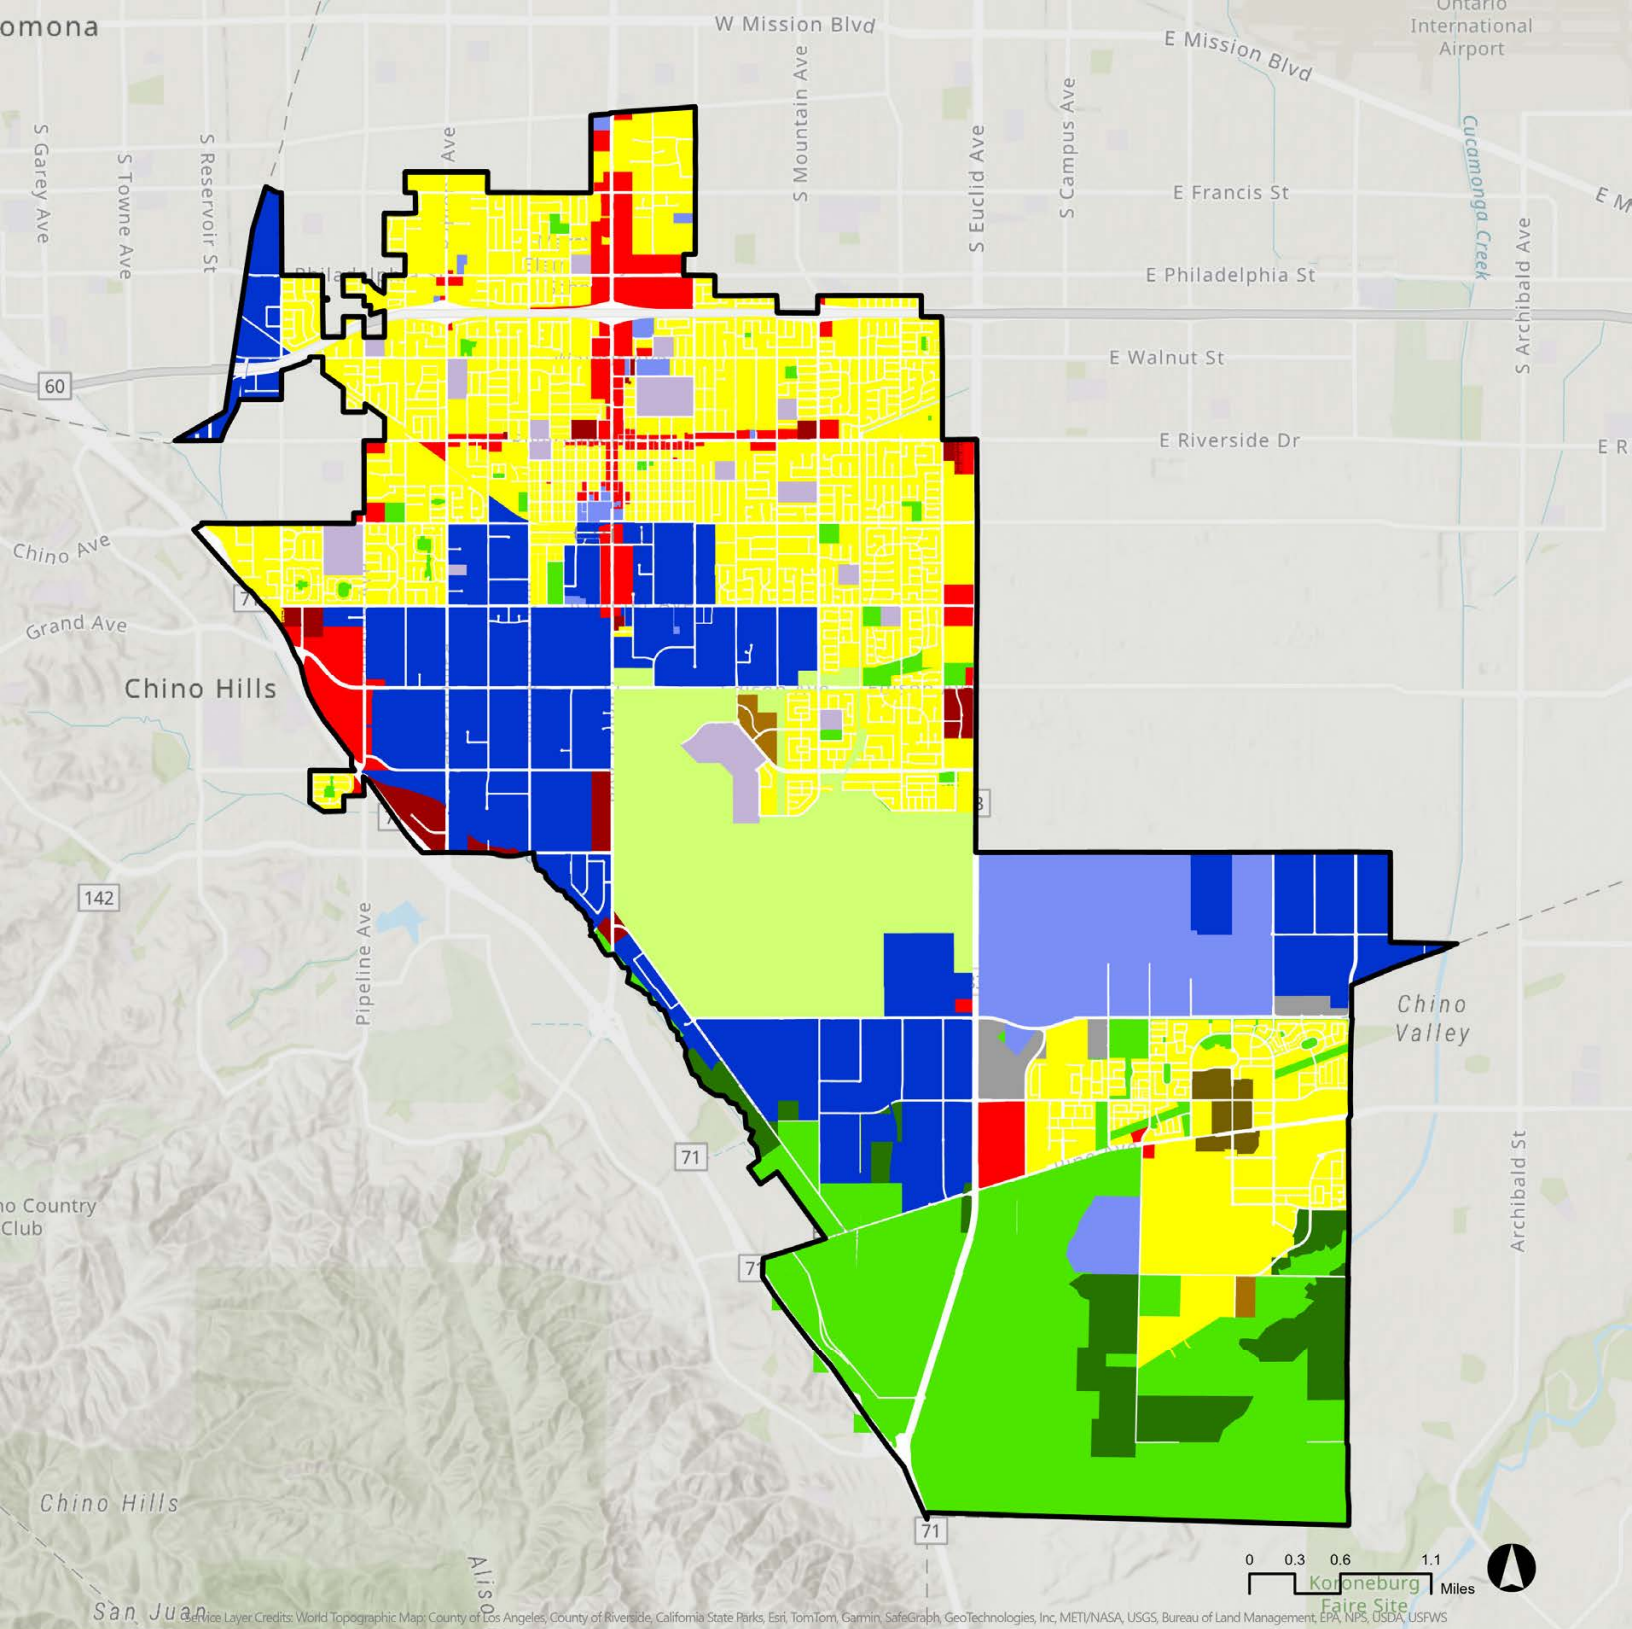 Ontario
International
Airport
omona
W Mission Blvd
E Mission Blvd
S Garey Ave
S Towne Ave
S Reservoir St
Ave
S Mountain Ave
S Euclid Ave
S Campus Ave
Cucamonga Creek
S Archibald Ave
E Francis St
E M
E Philadelphia St
E Walnut St
60
E Riverside Dr
E R
Chino Ave
71
Grand Ave
Chino Hills
142
Pipeline Ave
Chino
Valley
71
Archibald St
no Country
Club
71
Chino Hills
71
Aliso
San Juan
0 0.3 0.6 1.1
Miles
Koroneburg
Faire Site
Service Layer Credits: World Topographic Map: County of Los Angeles, County of Riverside, California State Parks, Esri, TomTom, Garmin, SafeGraph, GeoTechnologies, Inc, METI/NASA, USGS, Bureau of Land Management, EPA, NPS, USDA, USFWS